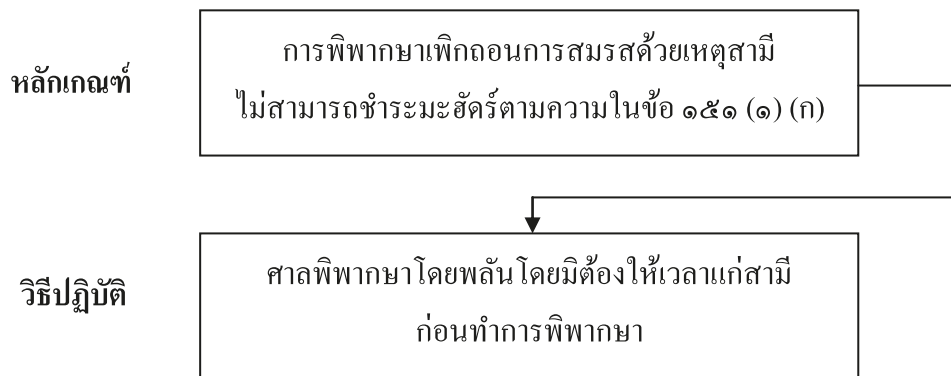 หลักเกณฑ์
การพิพากษาเพิกถอนการสมรสด้วยเหตุสามี
ไม่สามารถชำระมะฮัดร์ตามความในข้อ ๑๕๑ (๑) (ก)
วิธีปฏิบัติ
ศาลพิพากษาโดยพลันโดยมิต้องให้เวลาแก่สามี
ก่อนทำการพิพากษา